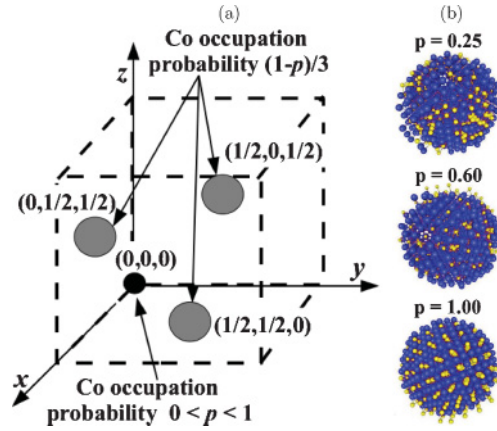 (a)
(b)
Co occupation
probability (1-p)/3
z
(1/2,0,1/2)
(0,1/2,1/2)
(0,0,0)
y
(1/2,1/2,0)
x
Co occupation
probability 0 < p < 1
p = 0.25
p = 0.60
p = 1.00